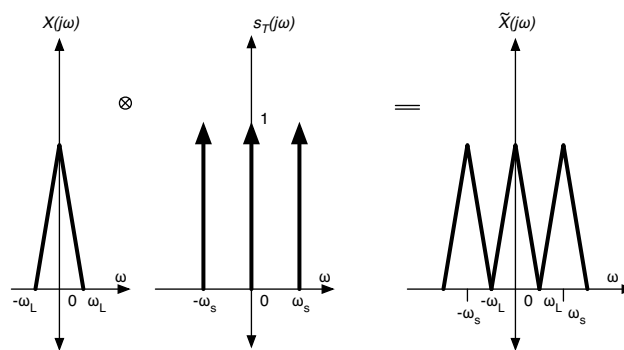 X(jω)
s_T(jω)
X̃(jω)
⊗
1
=
ω
ω
ω
-ω_L 0 ω_L
-ω_s 0 ω_s
-ω_s -ω_L 0 ω_L ω_s